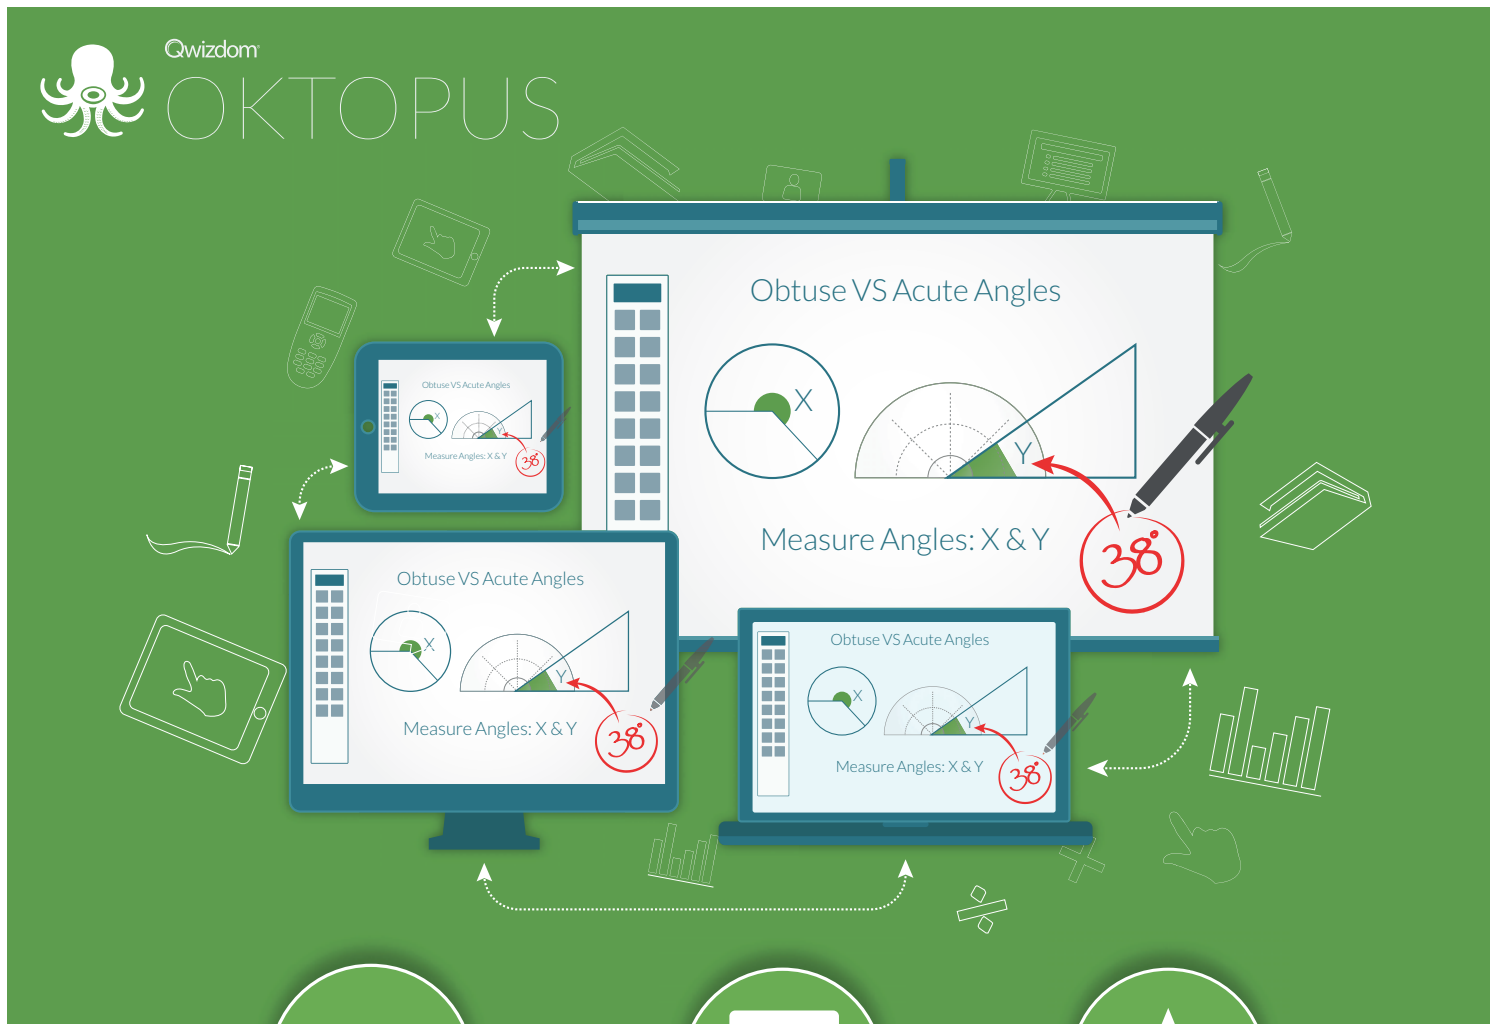 Qwizdom
OKTOPUS
Obtuse VS Acute Angles
X
Y
Measure Angles: X & Y
38°
Obtuse VS Acute Angles
X
Y
Measure Angles: X & Y
38°
Obtuse VS Acute Angles
X
Y
Measure Angles: X & Y
38°
Obtuse VS Acute Angles
X
Y
Measure Angles: X & Y
38°